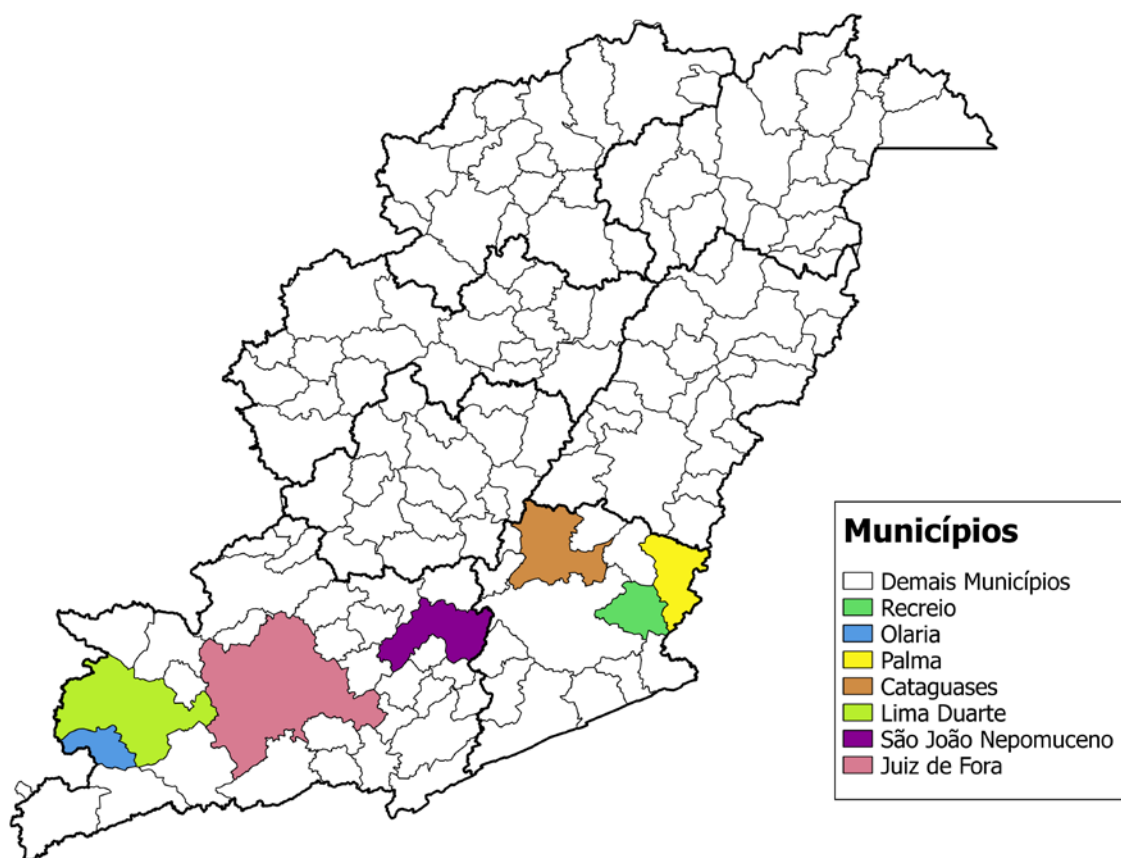 Municípios
Demais Municípios
Recreio
Olaria
Palma
Cataguases
Lima Duarte
São João Nepomuceno
Juiz de Fora